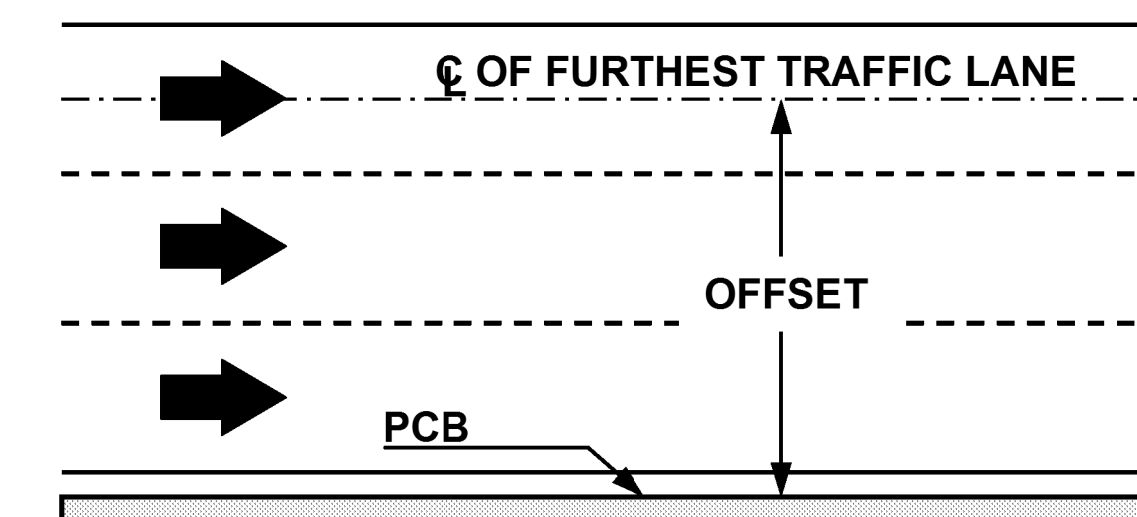 ℄ OF FURTHEST TRAFFIC LANE
OFFSET
PCB